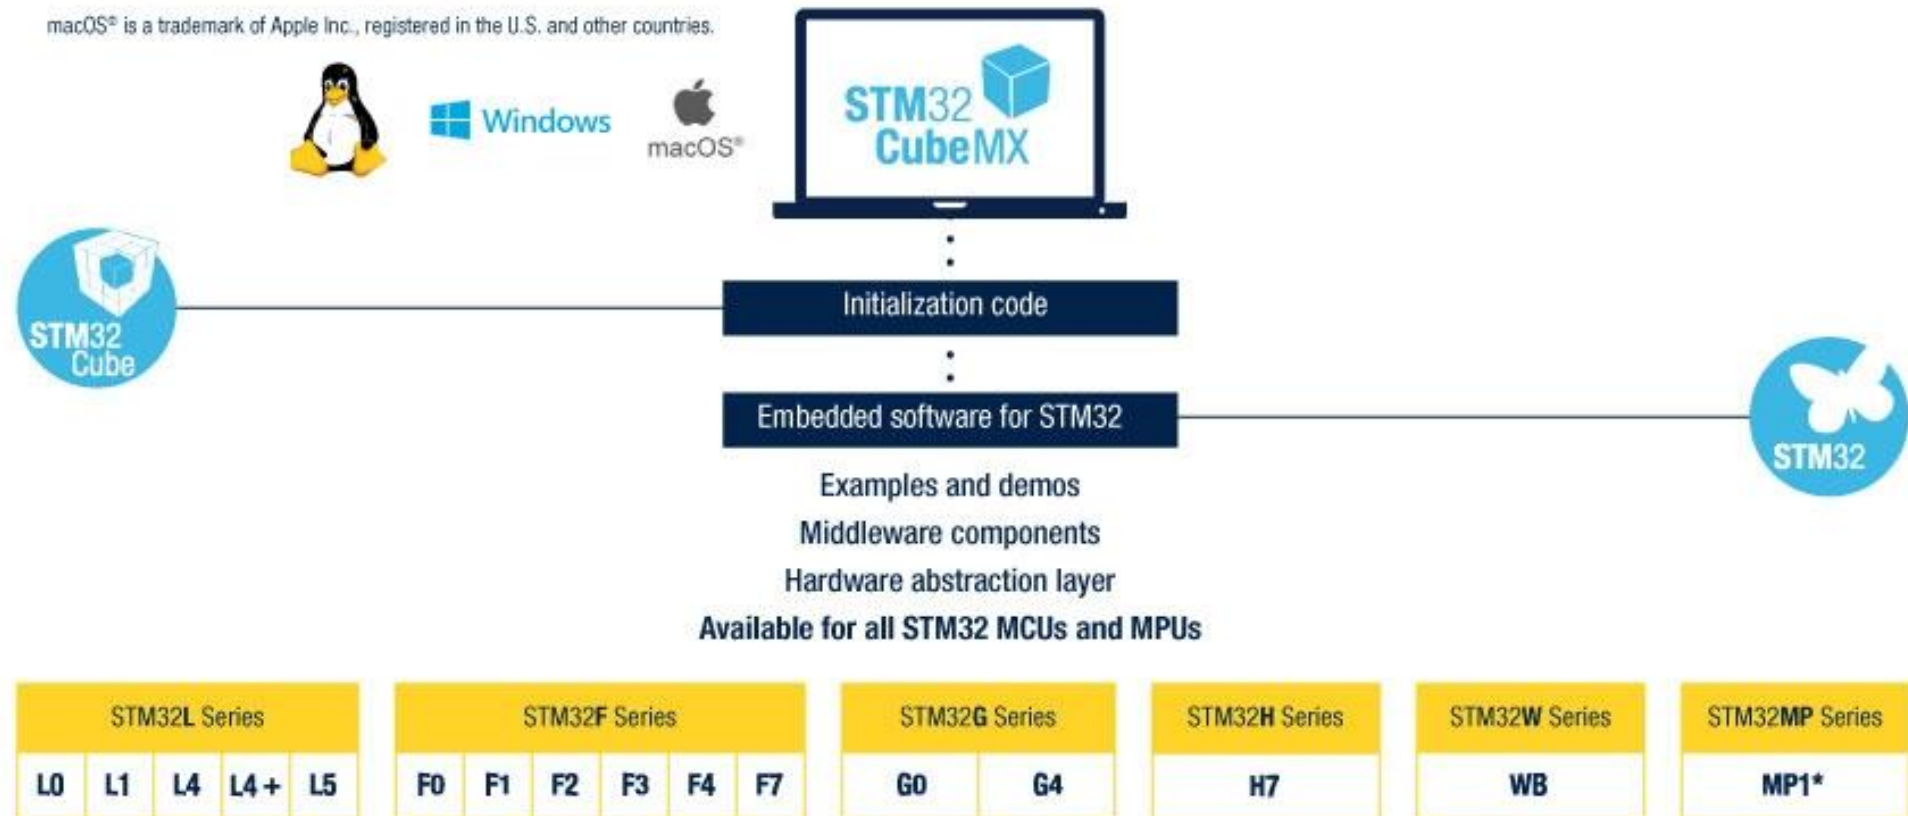 macOS® is a trademark of Apple Inc., registered in the U.S. and other countries.
Windows
macOS®
STM32
CubeMX
Initialization code
STM32
Cube
Embedded software for STM32
STM32
Examples and demos
Middleware components
Hardware abstraction layer
Available for all STM32 MCUs and MPUs
STM32L Series
STM32F Series
STM32G Series
STM32H Series
STM32W Series
STM32MP Series
L0 L1 L4 L4+ L5
F0 F1 F2 F3 F4 F7
G0 G4
H7
WB
MP1*